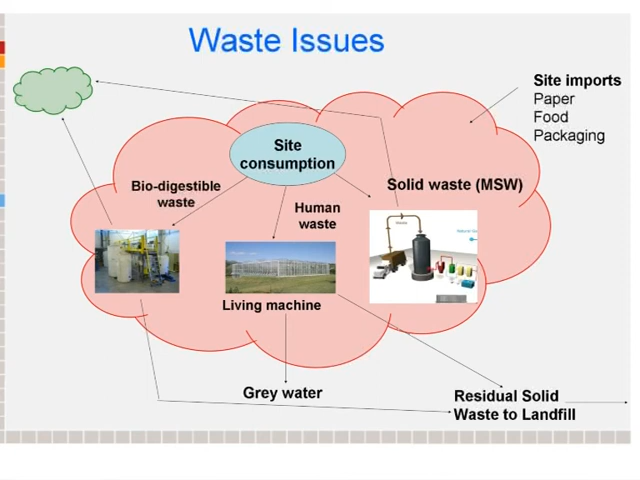 Waste Issues
Site imports
Paper
Food
Packaging
Site
consumption
Solid waste (MSW)
Bio-digestible
waste
Human
waste
Living machine
Grey water
Residual Solid
Waste to Landfill